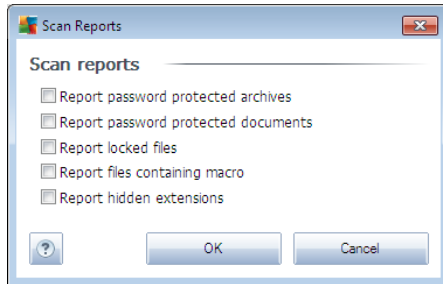 Scan Reports
Scan reports
Report password protected archives
Report password protected documents
Report locked files
Report files containing macro
Report hidden extensions
?
OK
Cancel